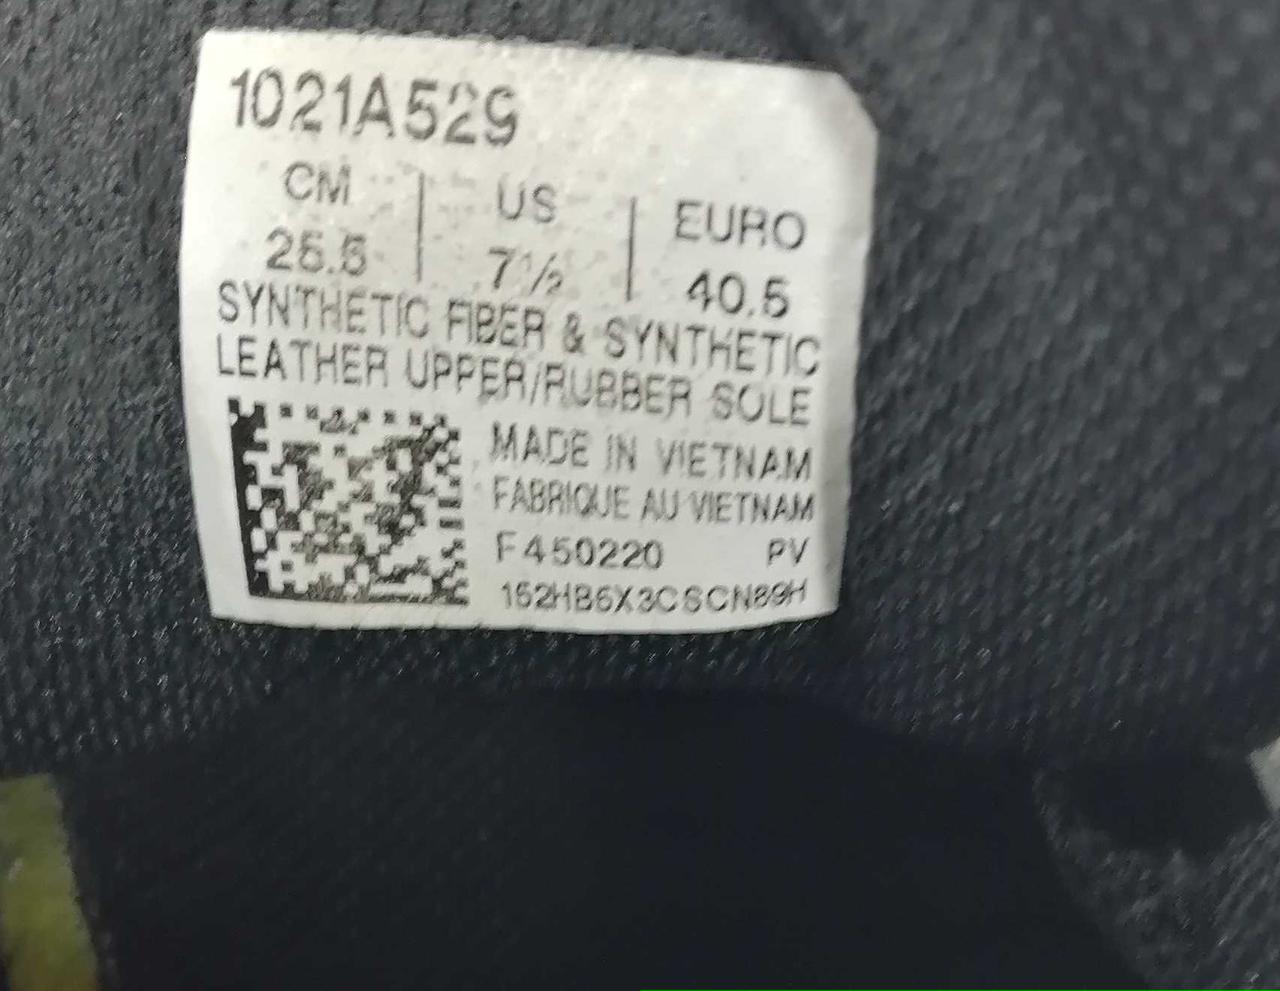 1021A529
CM US EURO
25.5 7½ 40.5
SYNTHETIC FIBER & SYNTHETIC
LEATHER UPPER/RUBBER SOLE
MADE IN VIETNAM
FABRIQUE AU VIETNAM
F450220 PV